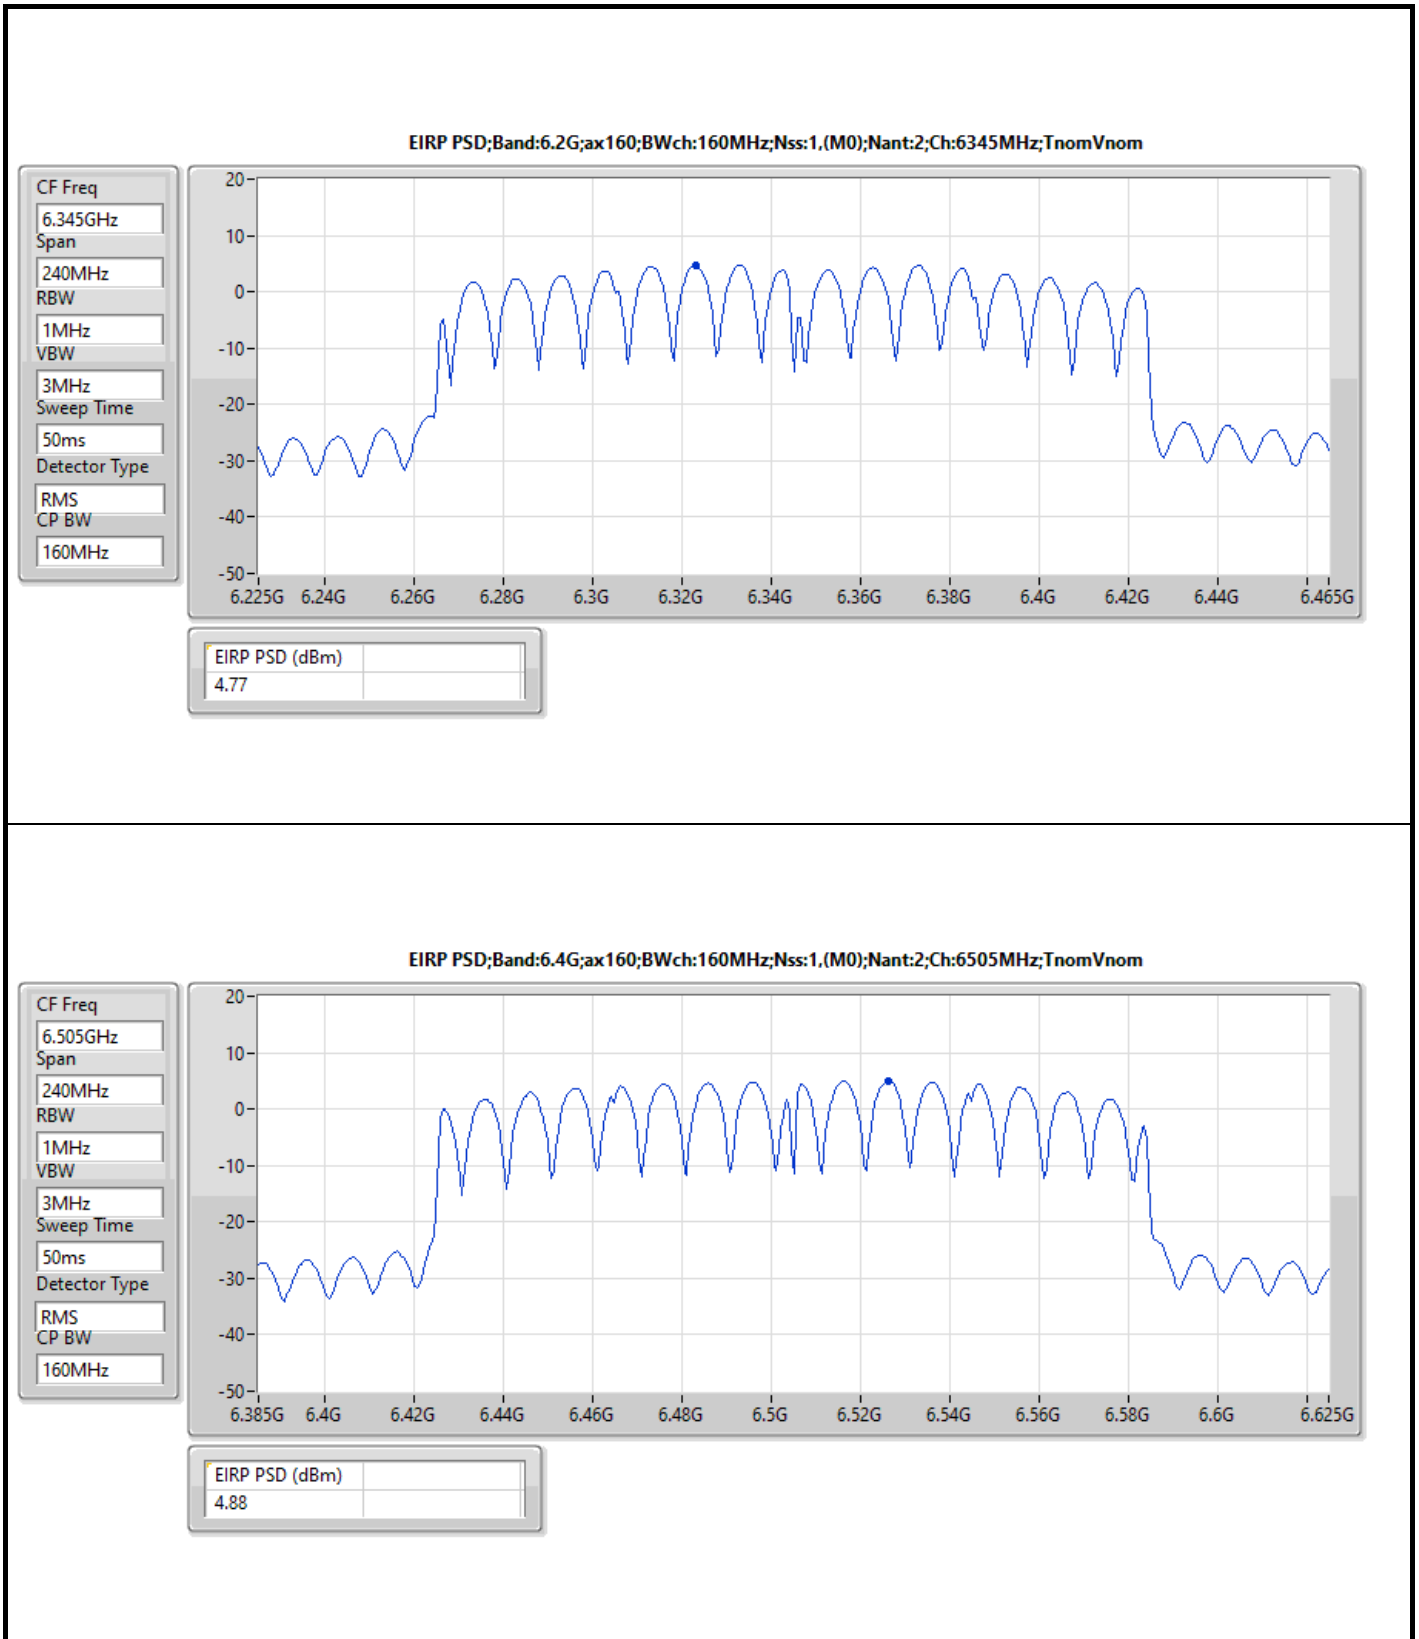 EIRP PSD;Band:6.2G;ax160;BWch:160MHz;Nss:1,(M0);Nant:2;Ch:6345MHz;TnomVnom
CF Freq
6.345GHz
Span
240MHz
RBW
1MHz
VBW
3MHz
Sweep Time
50ms
Detector Type
RMS
CP BW
160MHz
20
10
0
-10
-20
-30
-40
-50
6.225G 6.24G 6.26G 6.28G 6.3G 6.32G 6.34G 6.36G 6.38G 6.4G 6.42G 6.44G 6.465G
EIRP PSD (dBm)
4.77
EIRP PSD;Band:6.4G;ax160;BWch:160MHz;Nss:1,(M0);Nant:2;Ch:6505MHz;TnomVnom
CF Freq
6.505GHz
Span
240MHz
RBW
1MHz
VBW
3MHz
Sweep Time
50ms
Detector Type
RMS
CP BW
160MHz
20
10
0
-10
-20
-30
-40
-50
6.385G 6.4G 6.42G 6.44G 6.46G 6.48G 6.5G 6.52G 6.54G 6.56G 6.58G 6.6G 6.625G
EIRP PSD (dBm)
4.88